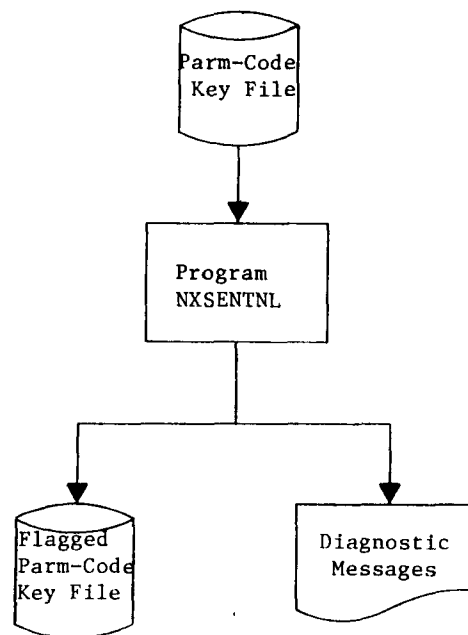 Parm-Code
Key File
Program
NXSENTNL
Flagged
Parm-Code
Key File
Diagnostic
Messages